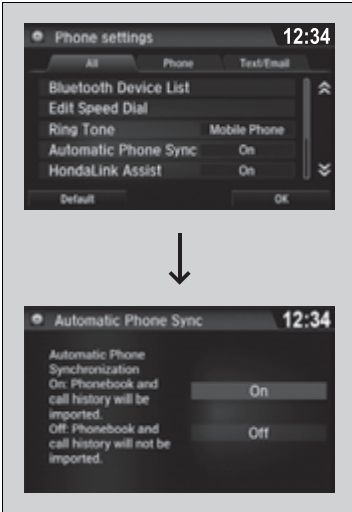 Phone settings 12:34
All Phone Text/Email
Bluetooth Device List
Edit Speed Dial
Ring Tone Mobile Phone
Automatic Phone Sync On
HondaLink Assist On
Default OK
Automatic Phone Sync 12:34
Automatic Phone
Synchronization
On: Phonebook and
call history will be
imported.
Off: Phonebook and
call history will not be
imported.
On
Off